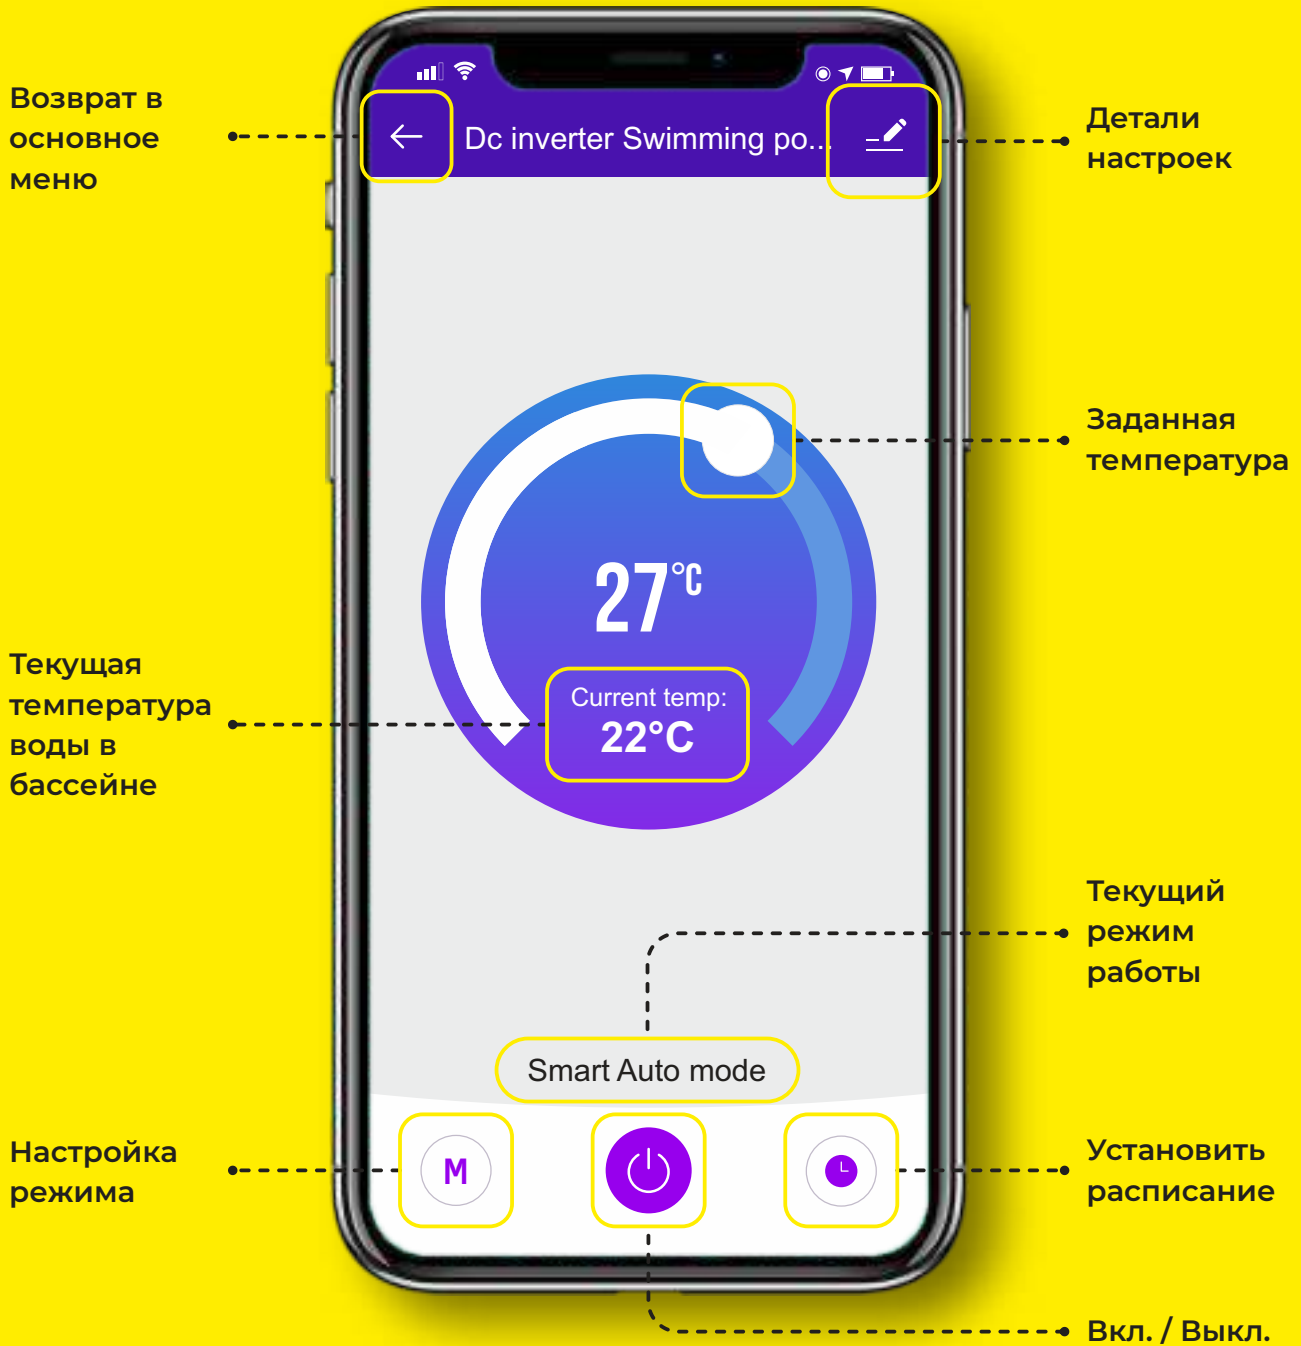 Возврат в
основное
меню
Dc inverter Swimming po...
Детали
настроек
Заданная
температура
27°C
Текущая
температура
воды в
бассейне
Current temp:
22°C
Текущий
режим
работы
Smart Auto mode
Настройка
режима
M
Установить
расписание
Вкл. / Выкл.